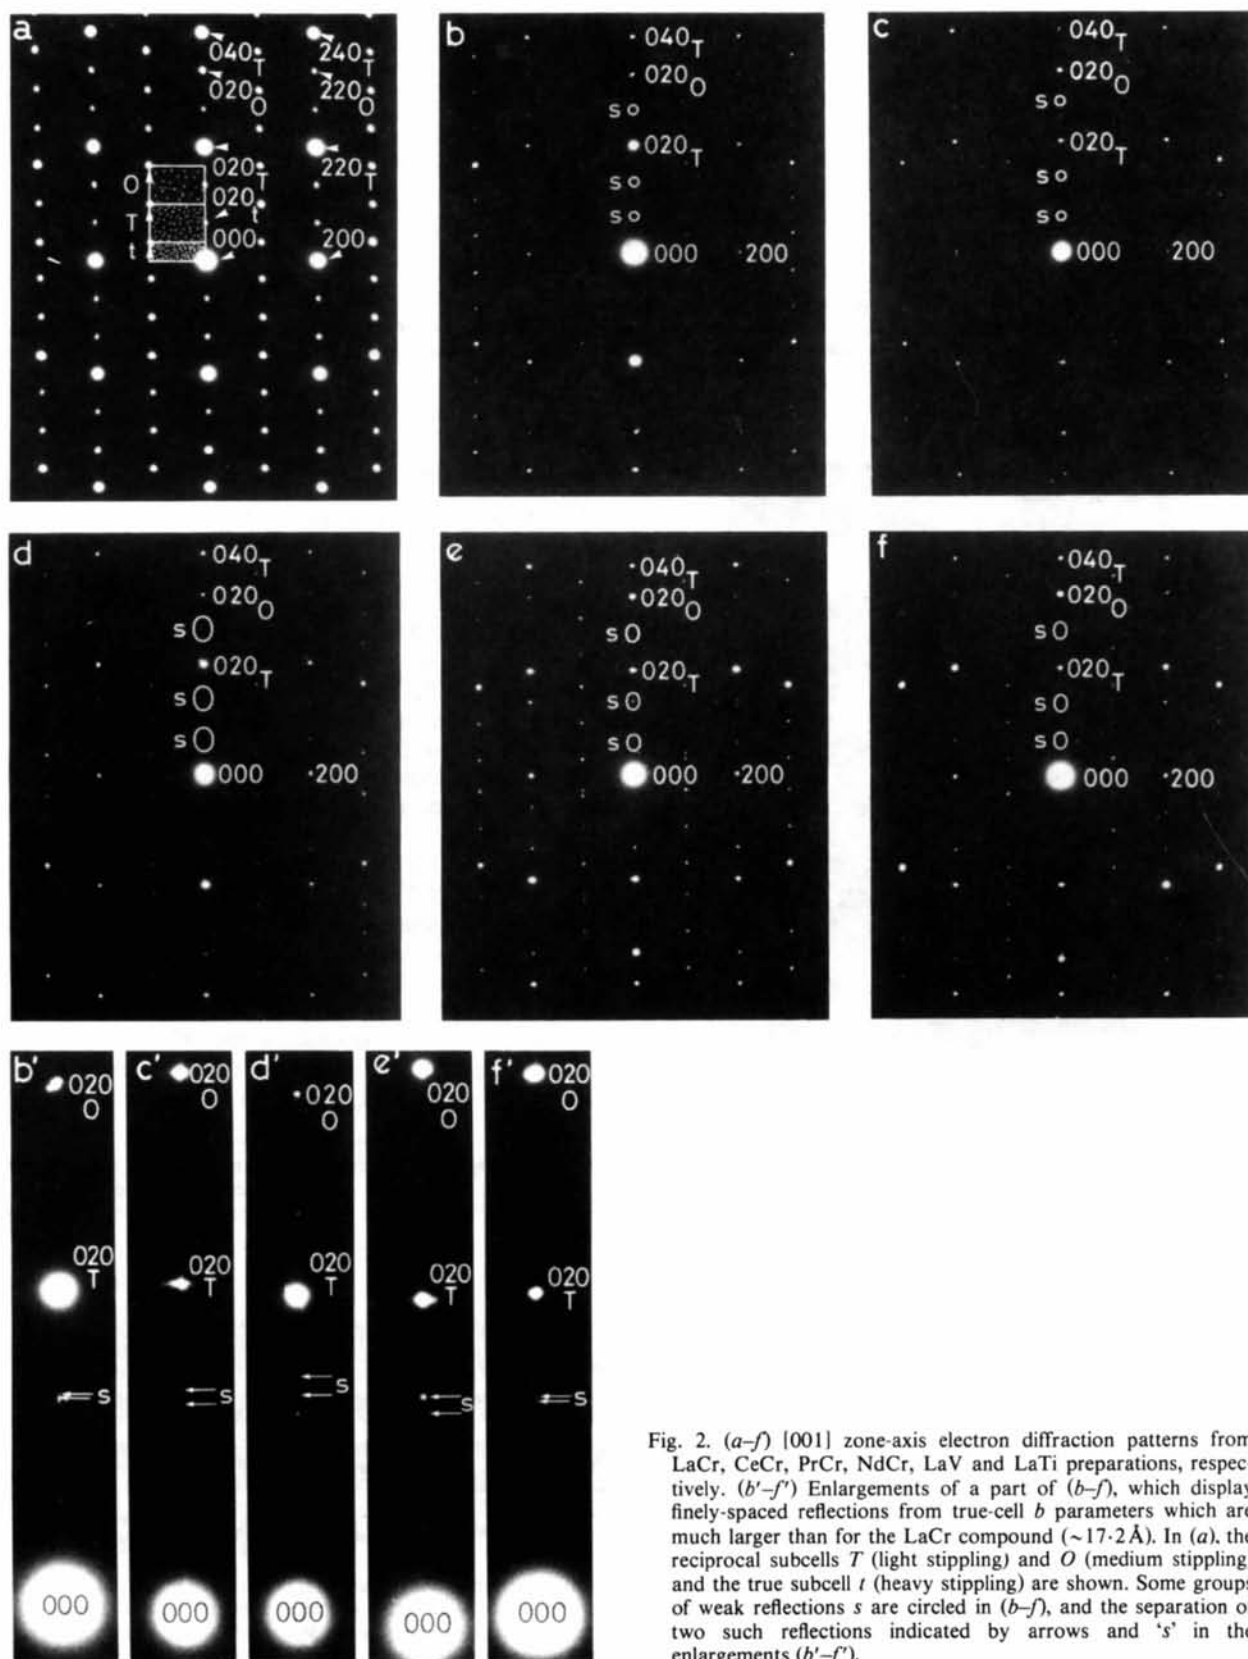 a
040T
240T
020O
220O
020T
220T
O
020t
T
000
200
t
b
040T
020O
s
020T
s
s
000
200
c
040T
020O
s
020T
s
s
000
200
d
040T
020O
s
020T
s
s
000
200
e
040T
020O
s
020T
s
s
000
200
f
040T
020O
s
020T
s
s
000
200
b'
020
O
020
T
s
000
c'
020
O
020
T
s
000
d'
020
O
020
T
s
000
e'
020
O
020
T
s
000
f'
020
O
020
T
s
000
Fig. 2. (a–f) [001] zone-axis electron diffraction patterns from
LaCr, CeCr, PrCr, NdCr, LaV and LaTi preparations, respec-
tively. (b'–f') Enlargements of a part of (b–f), which display
finely-spaced reflections from true-cell b parameters which are
much larger than for the LaCr compound (~17·2 Å). In (a), the
reciprocal subcells T (light stippling) and O (medium stippling
and the true subcell t (heavy stippling) are shown. Some groups
of weak reflections s are circled in (b–f), and the separation o
two such reflections indicated by arrows and 's' in the
enlargements (b'–f').